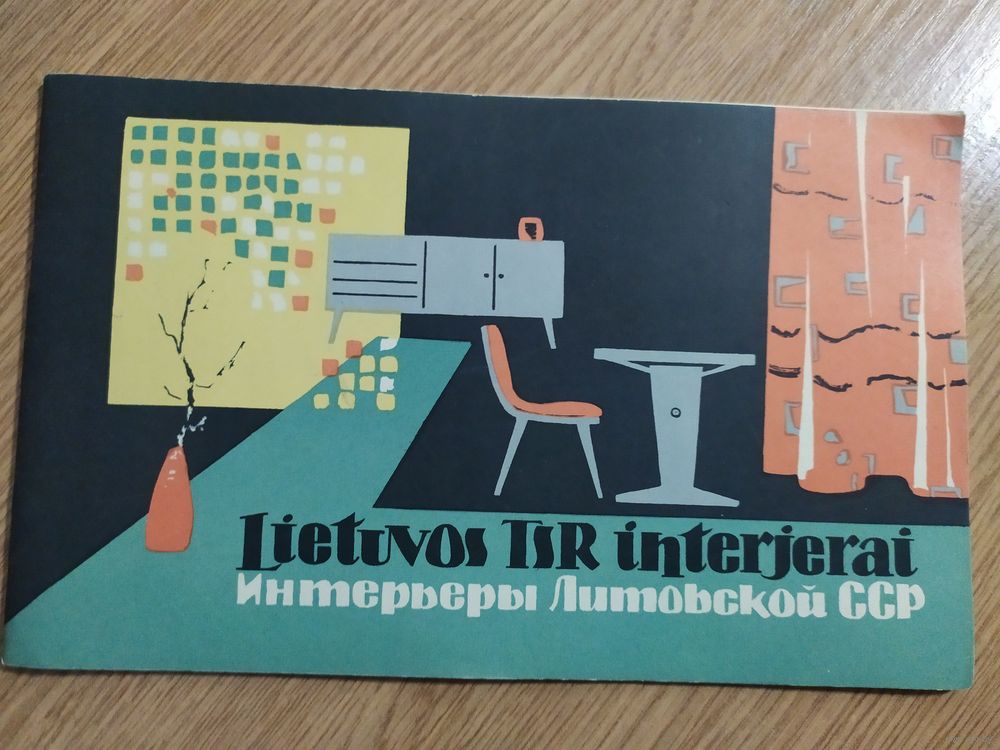 Lietuvos TSR interjerai
Интерьеры Литовской ССР